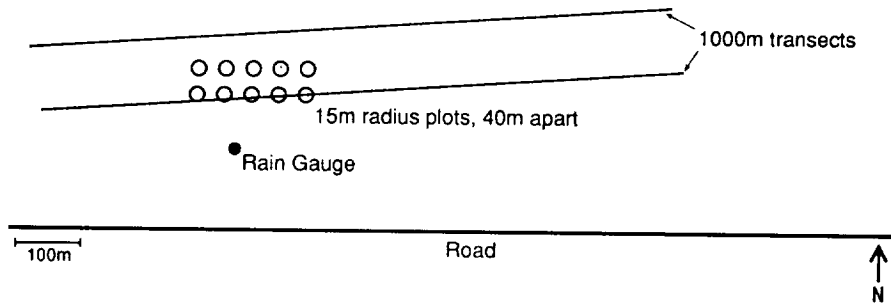 1000m transects
15m radius plots, 40m apart
Rain Gauge
Road
100m
N